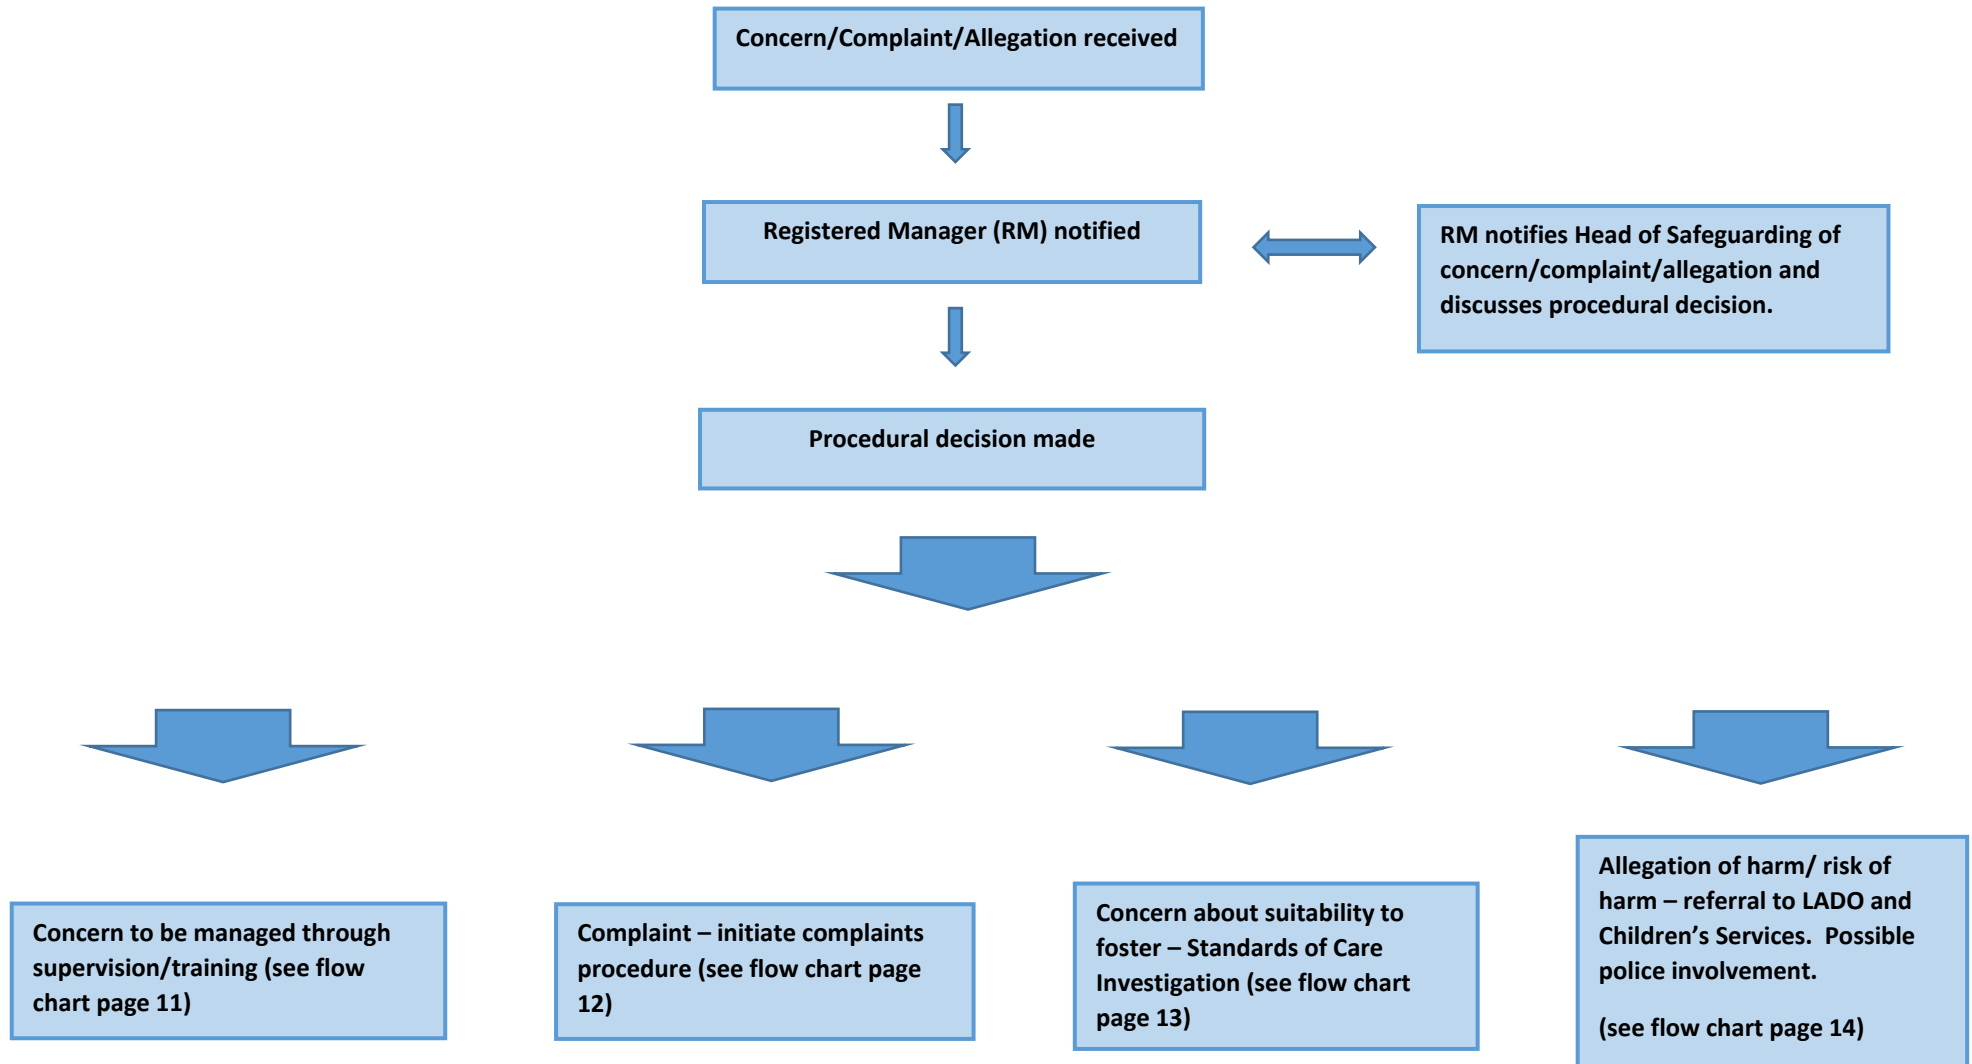 Concern/Complaint/Allegation received
Registered Manager (RM) notified
RM notifies Head of Safeguarding of
concern/complaint/allegation and
discusses procedural decision.
Procedural decision made
Concern to be managed through
supervision/training (see flow
chart page 11)
Complaint – initiate complaints
procedure (see flow chart page
12)
Concern about suitability to
foster – Standards of Care
Investigation (see flow chart
page 13)
Allegation of harm/ risk of
harm – referral to LADO and
Children’s Services.  Possible
police involvement.
(see flow chart page 14)